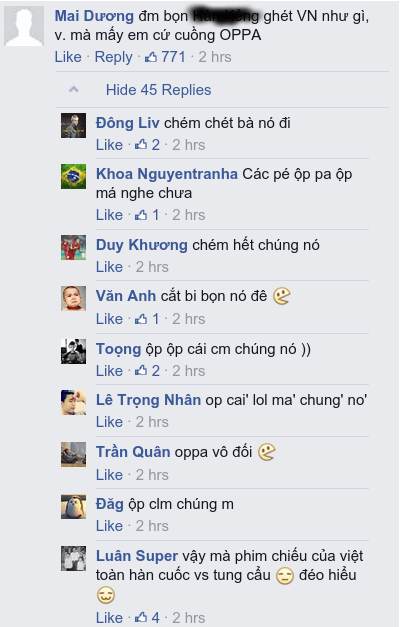 Mai Dương đm bọn ghét VN như gì,
v. mà mấy em cứ cuồng OPPA
Like · Reply · 771 · 2 hrs
Hide 45 Replies
Đông Liv chém chét bà nó đi
Like · 2 · 2 hrs
Khoa Nguyentranha Các pé ộp pa ộp
má nghe chưa
Like · 1 · 2 hrs
Duy Khương chém hết chúng nó
Like · 2 hrs
Văn Anh cắt bi bọn nó đê
Like · 1 · 2 hrs
Toọng ộp ộp cái cm chúng nó ))
Like · 2 · 2 hrs
Lê Trọng Nhân op cai' lol ma' chung' no'
Like · 2 hrs
Trần Quân oppa vô đối
Like · 2 hrs
Đăg ộp clm chúng m
Like · 2 hrs
Luân Super vậy mà phim chiếu của việt
toàn hàn cuốc vs tung cẩu đéo hiểu
Like · 4 · 2 hrs